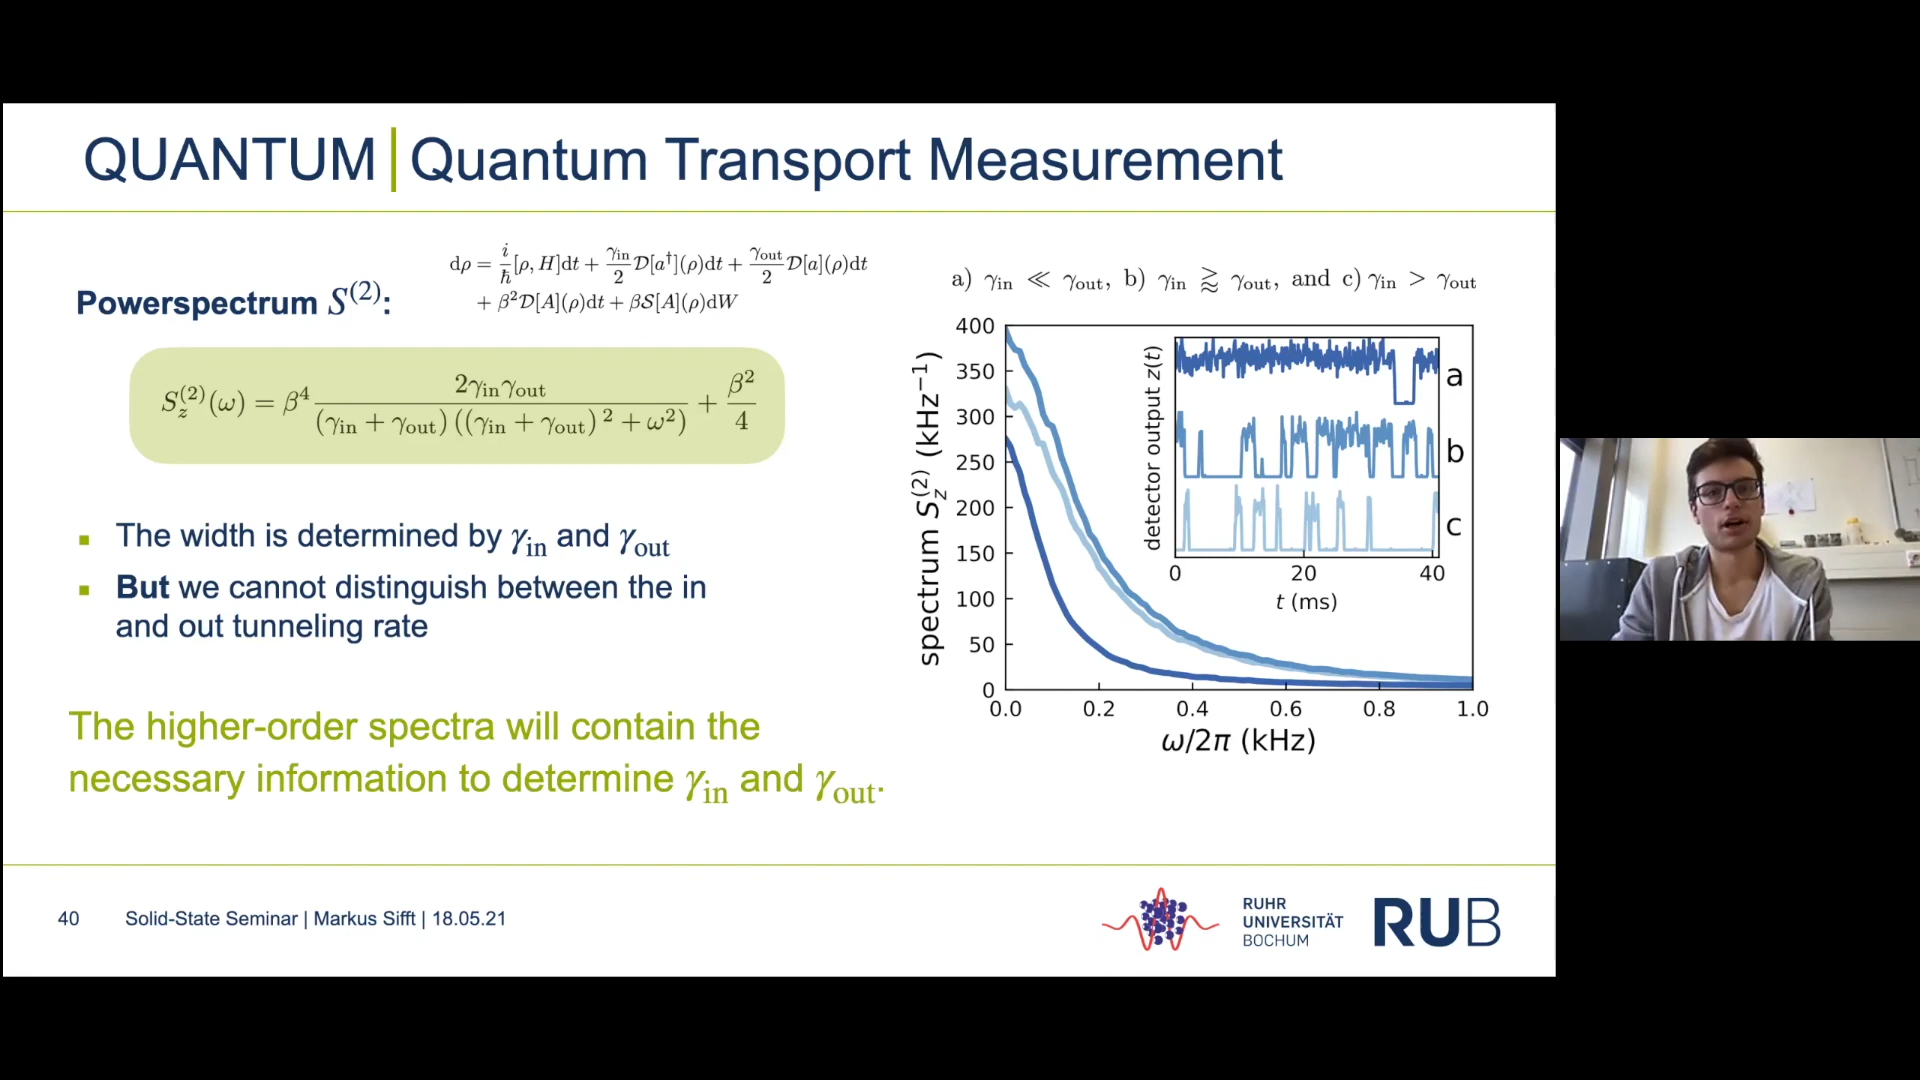 QUANTUM | Quantum Transport Measurement
Powerspectrum S^(2):
dρ = i/ħ [ρ, H]dt + γ_in/2 𝒟[a†](ρ)dt + γ_out/2 𝒟[a](ρ)dt
+ β²𝒟[A](ρ)dt + β𝒮[A](ρ)dW
S_z^(2)(ω) = β⁴ 2γ_in γ_out / ((γ_in + γ_out) ((γ_in + γ_out)² + ω²)) + β²/4
▪ The width is determined by γ_in and γ_out
▪ But we cannot distinguish between the in
and out tunneling rate
The higher-order spectra will contain the
necessary information to determine γ_in and γ_out.
a) γ_in ≪ γ_out, b) γ_in ⪆ γ_out, and c) γ_in > γ_out
spectrum S_z^(2) (kHz⁻¹)
400
350
300
250
200
150
100
50
0
0.0 0.2 0.4 0.6 0.8 1.0
ω/2π (kHz)
detector output z(t)
a
b
c
0 20 40
t (ms)
40 Solid-State Seminar | Markus Sifft | 18.05.21
RUHR
UNIVERSITÄT
BOCHUM
RUB